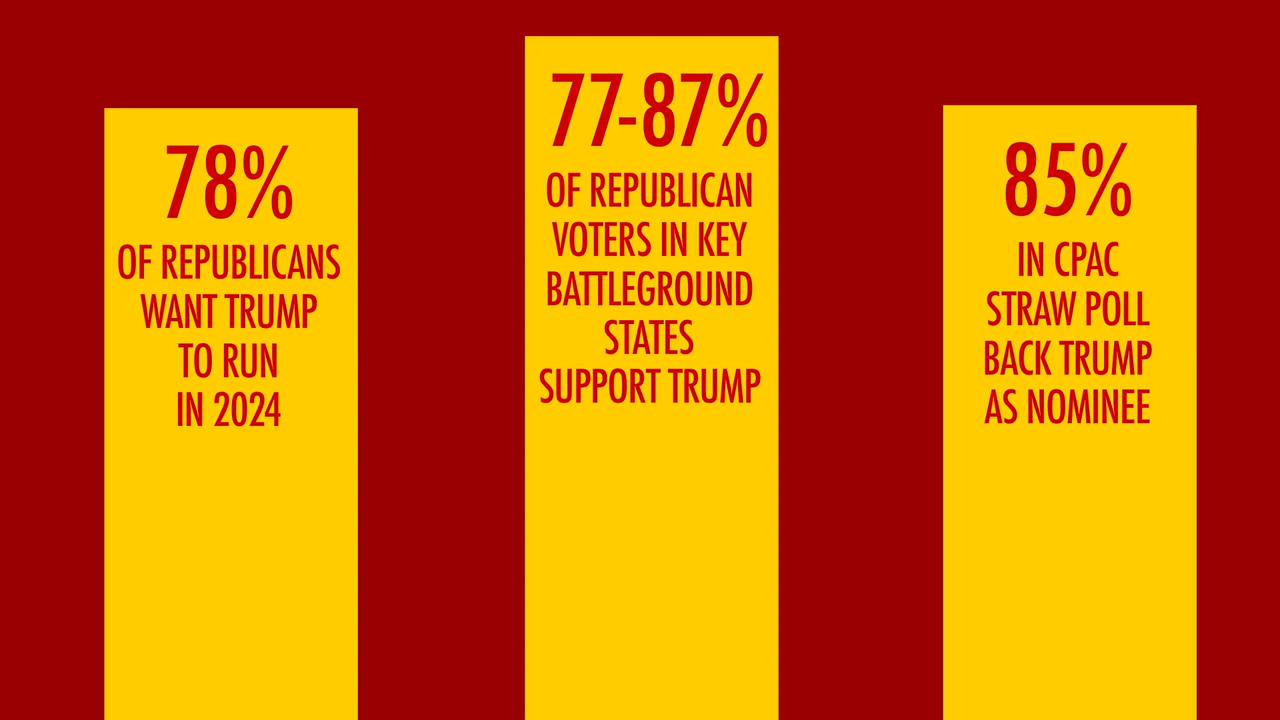 78%
OF REPUBLICANS
WANT TRUMP
TO RUN
IN 2024
77-87%
OF REPUBLICAN
VOTERS IN KEY
BATTLEGROUND
STATES
SUPPORT TRUMP
85%
IN CPAC
STRAW POLL
BACK TRUMP
AS NOMINEE